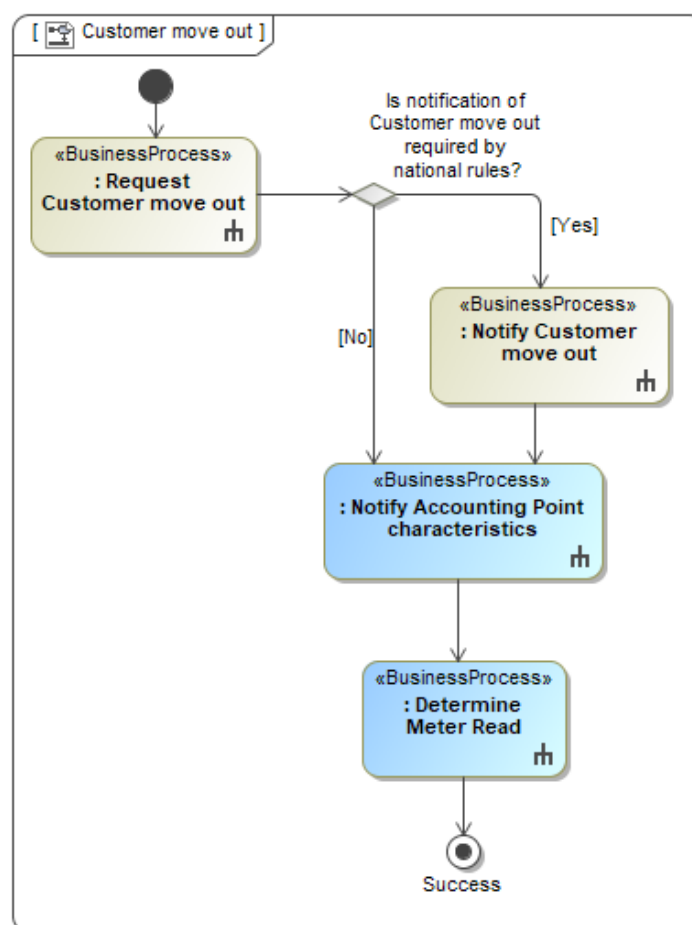 [ Customer move out ]
Is notification of
Customer move out
required by
national rules?
«BusinessProcess»
: Request
Customer move out
[Yes]
«BusinessProcess»
: Notify Customer
move out
[No]
«BusinessProcess»
: Notify Accounting Point
characteristics
«BusinessProcess»
: Determine
Meter Read
Success